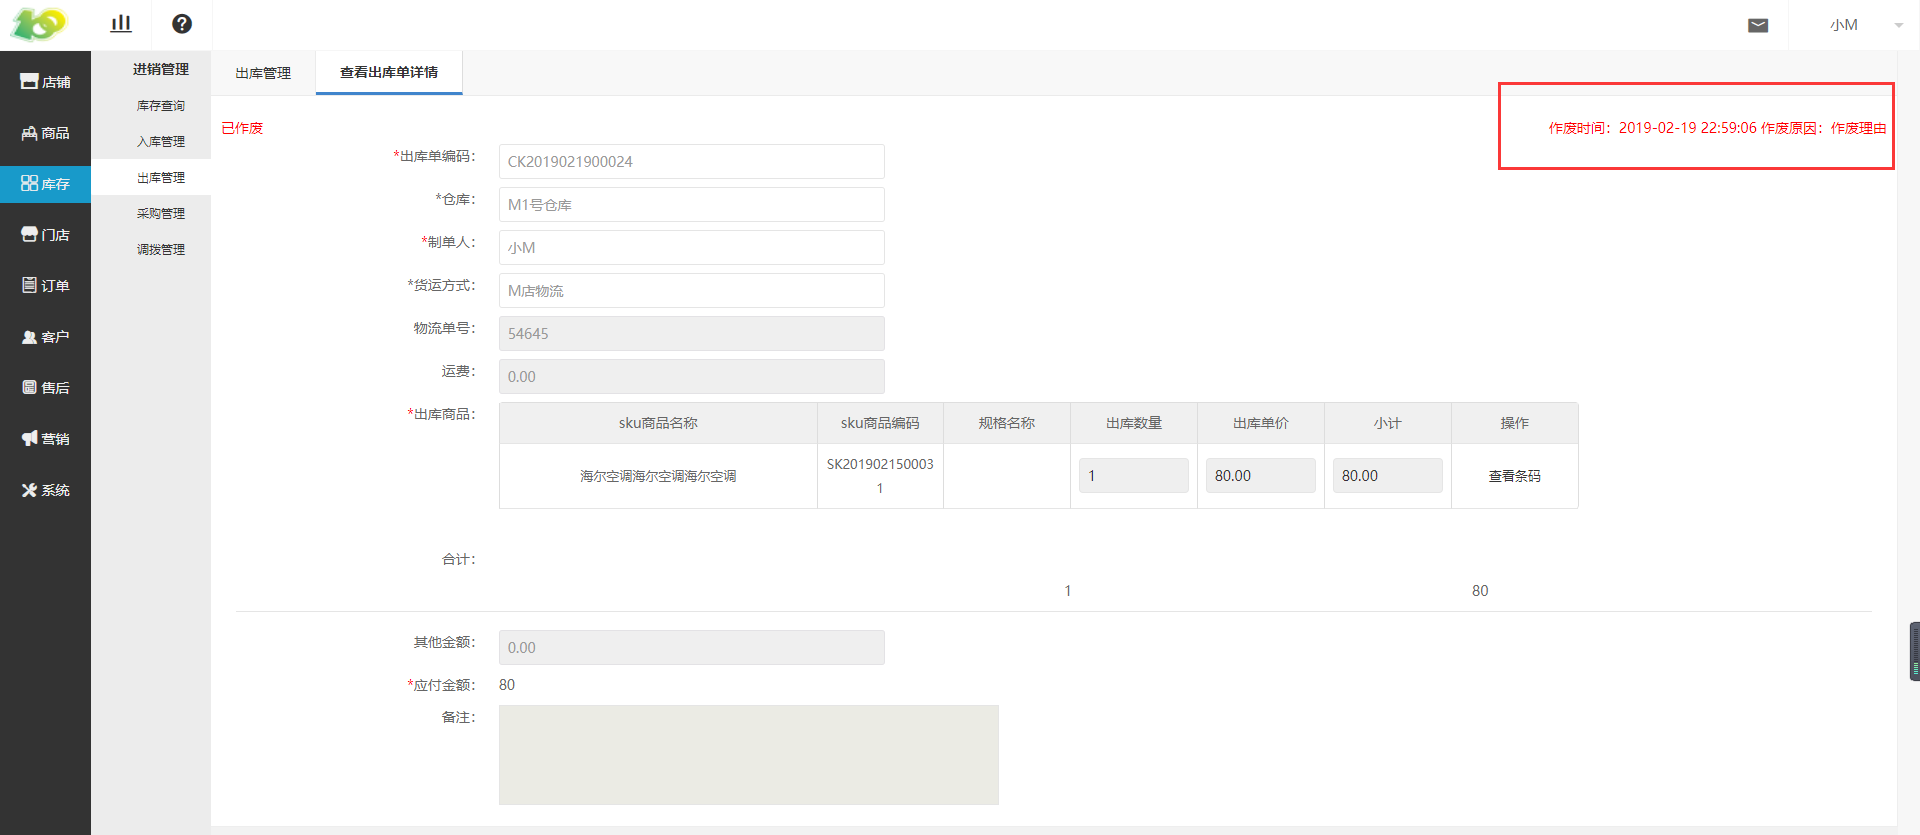 小M
店铺
商品
库存
门店
订单
客户
售后
营销
系统
进销管理
库存查询
入库管理
出库管理
采购管理
调拨管理
出库管理
查看出库单详情
已作废
作废时间：2019-02-19 22:59:06 作废原因：作废理由
*出库单编码：
CK2019021900024
*仓库：
M1号仓库
*制单人：
小M
*货运方式：
M店物流
物流单号：
54645
运费：
0.00
*出库商品：
sku商品名称 sku商品编码 规格名称 出库数量 出库单价 小计 操作
海尔空调海尔空调海尔空调 SK201902150003 1 80.00 80.00 查看条码
1
合计：
1 80
其他金额：
0.00
*应付金额：
80
备注：